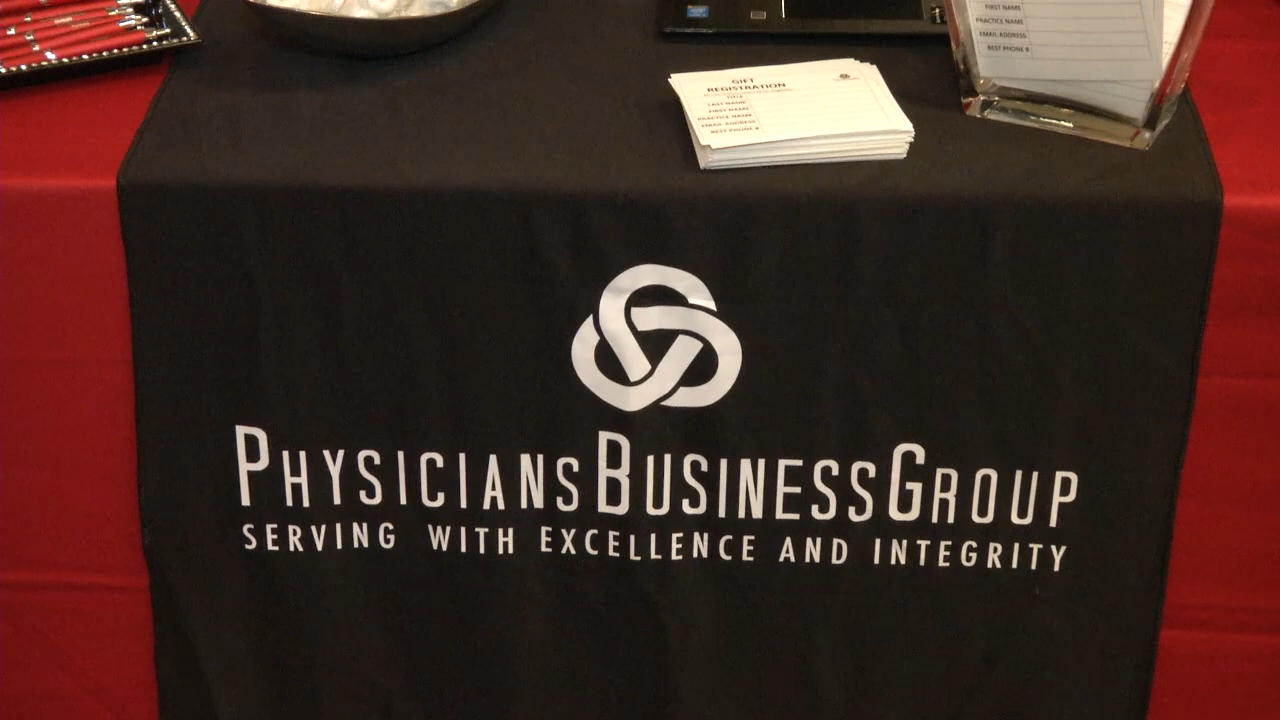 FIRST NAME
PRACTICE NAME
EMAIL ADDRESS
BEST PHONE #
GIFT
REGISTRATION
TITLE
LAST NAME
FIRST NAME
PRACTICE NAME
EMAIL ADDRESS
BEST PHONE #
PHYSICIANSBUSINESSGROUP
SERVING WITH EXCELLENCE AND INTEGRITY